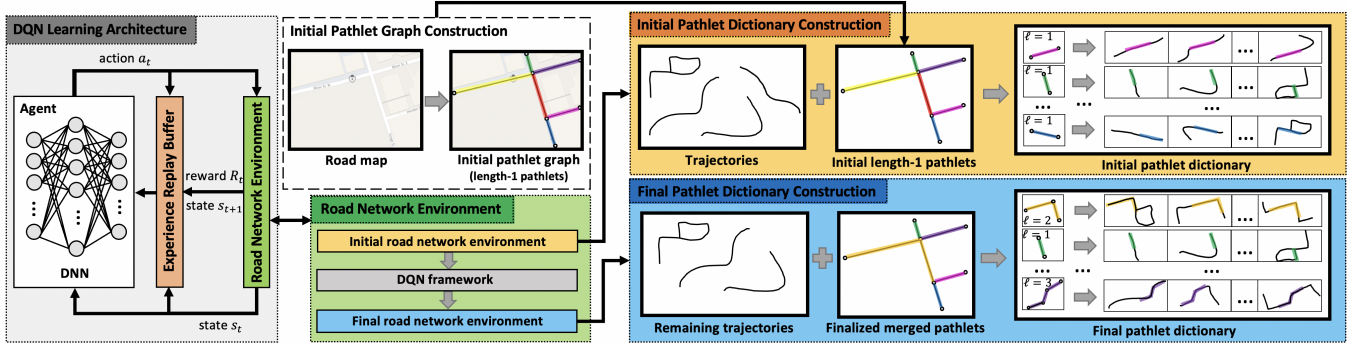 DQN Learning Architecture
action a_t
Agent
DNN
Experience Replay Buffer
reward R_t
state s_{t+1}
Road Network Environment
state s_t
Initial Pathlet Graph Construction
Road map
Initial pathlet graph
(length-1 pathlets)
Road Network Environment
Initial road network environment
DQN framework
Final road network environment
Initial Pathlet Dictionary Construction
Trajectories
Initial length-1 pathlets
ℓ = 1
...
ℓ = 1
...
...
...
...
ℓ = 1
...
Initial pathlet dictionary
Final Pathlet Dictionary Construction
Remaining trajectories
Finalized merged pathlets
ℓ = 2
...
ℓ = 1
...
...
...
...
ℓ = 3
...
Final pathlet dictionary